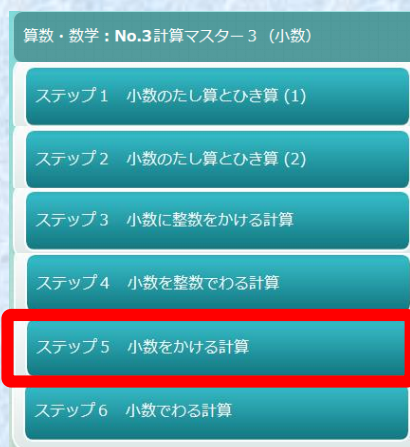 算数・数学：No.3計算マスター３（小数）
ステップ１　小数のたし算とひき算 (1)
ステップ２　小数のたし算とひき算 (2)
ステップ３　小数に整数をかける計算
ステップ４　小数を整数でわる計算
ステップ５　小数をかける計算
ステップ６　小数でわる計算